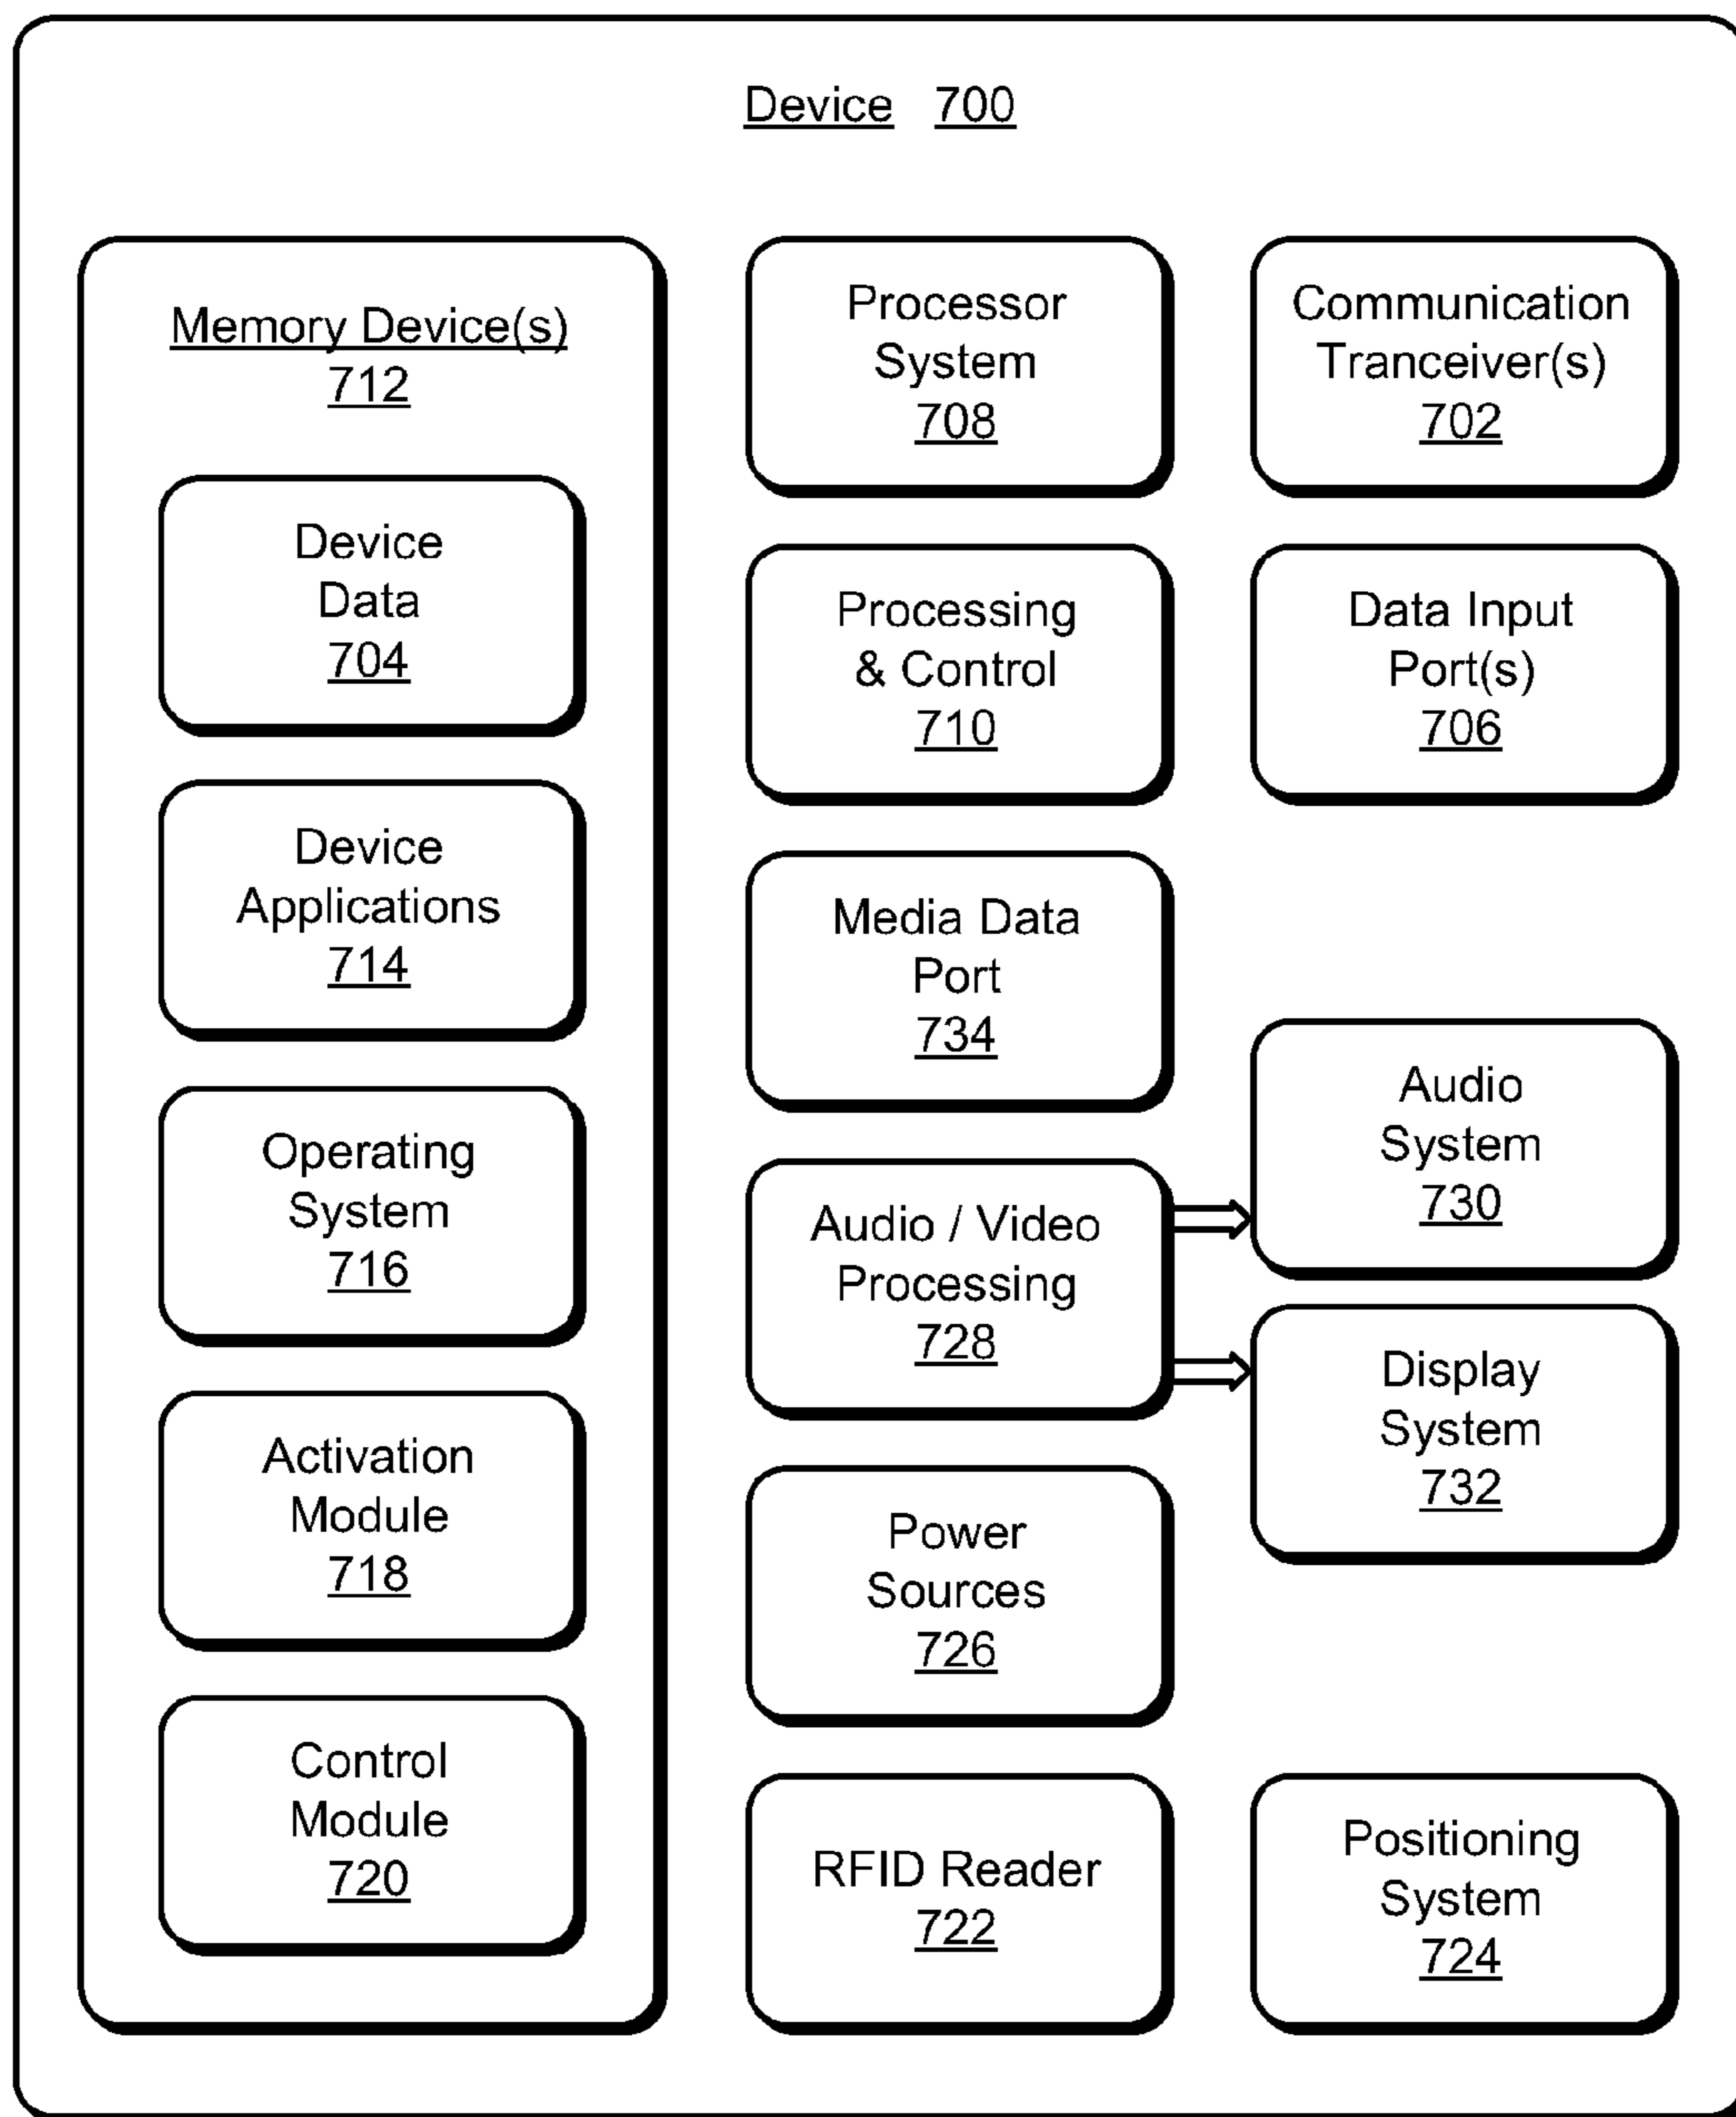 Device 700
Memory Device(s)
712
Device
Data
704
Device
Applications
714
Operating
System
716
Activation
Module
718
Control
Module
720
Processor
System
708
Processing
& Control
710
Media Data
Port
734
Audio / Video
Processing
728
Power
Sources
726
RFID Reader
722
Communication
Tranceiver(s)
702
Data Input
Port(s)
706
Audio
System
730
Display
System
732
Positioning
System
724